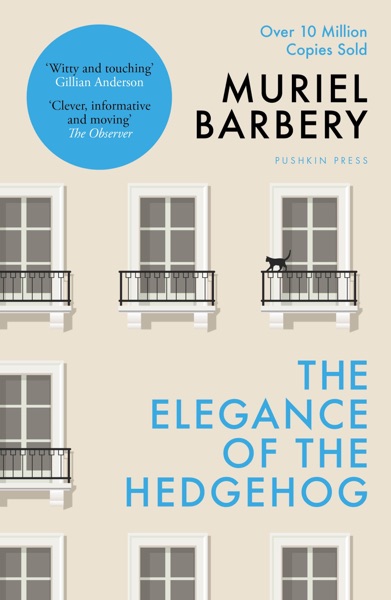 Over 10 Million
Copies Sold
‘Witty and touching’
Gillian Anderson
‘Clever, informative
and moving’
The Observer
MURIEL
BARBERY
PUSHKIN PRESS
THE
ELEGANCE
OF THE
HEDGEHOG